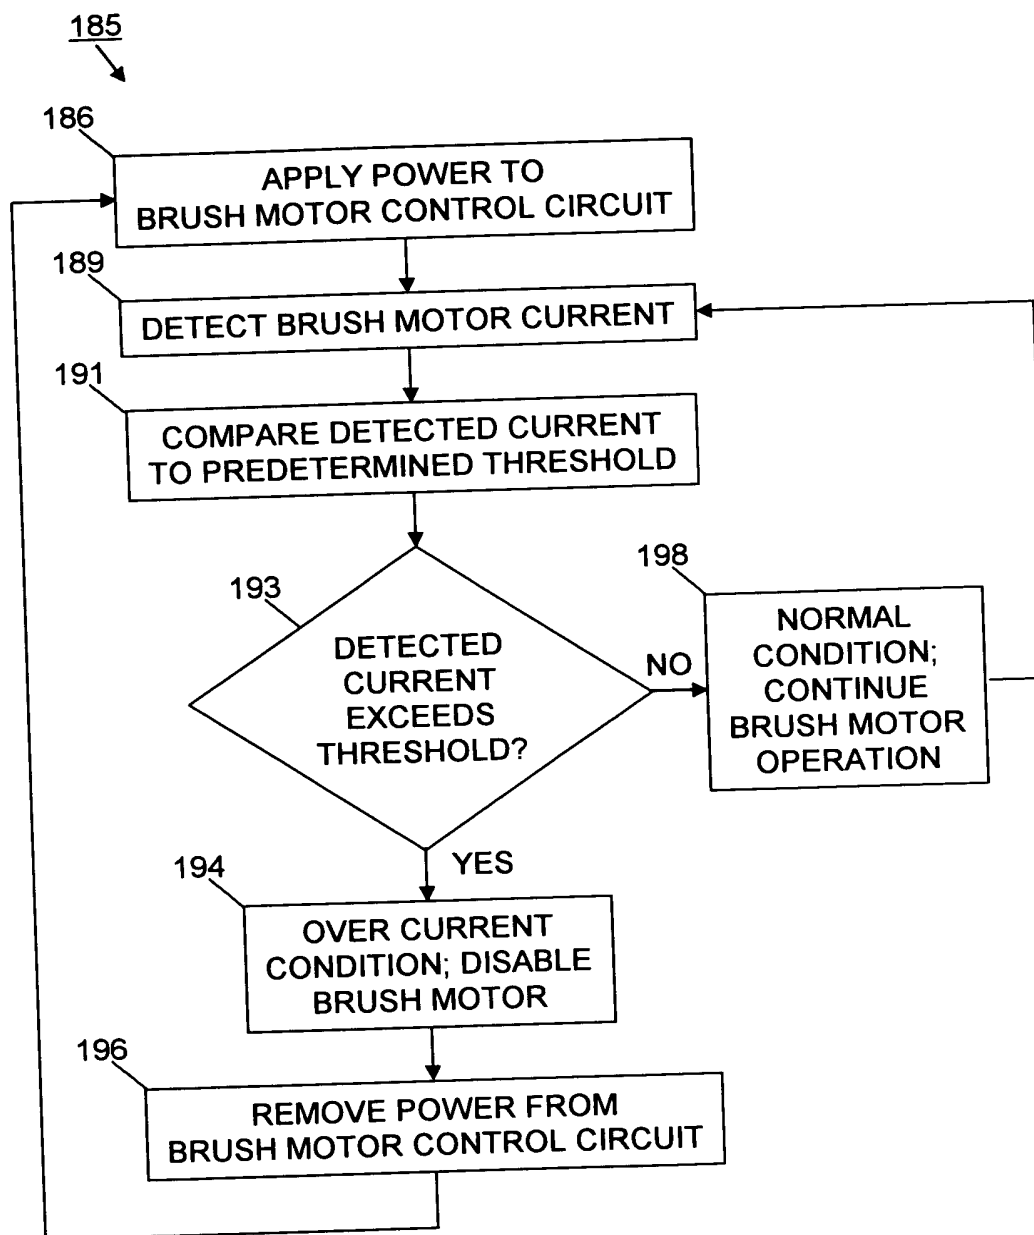 185
186
APPLY POWER TO
BRUSH MOTOR CONTROL CIRCUIT
189
DETECT BRUSH MOTOR CURRENT
191
COMPARE DETECTED CURRENT
TO PREDETERMINED THRESHOLD
193
DETECTED
CURRENT
EXCEEDS
THRESHOLD?
NO
198
NORMAL
CONDITION;
CONTINUE
BRUSH MOTOR
OPERATION
YES
194
OVER CURRENT
CONDITION; DISABLE
BRUSH MOTOR
196
REMOVE POWER FROM
BRUSH MOTOR CONTROL CIRCUIT